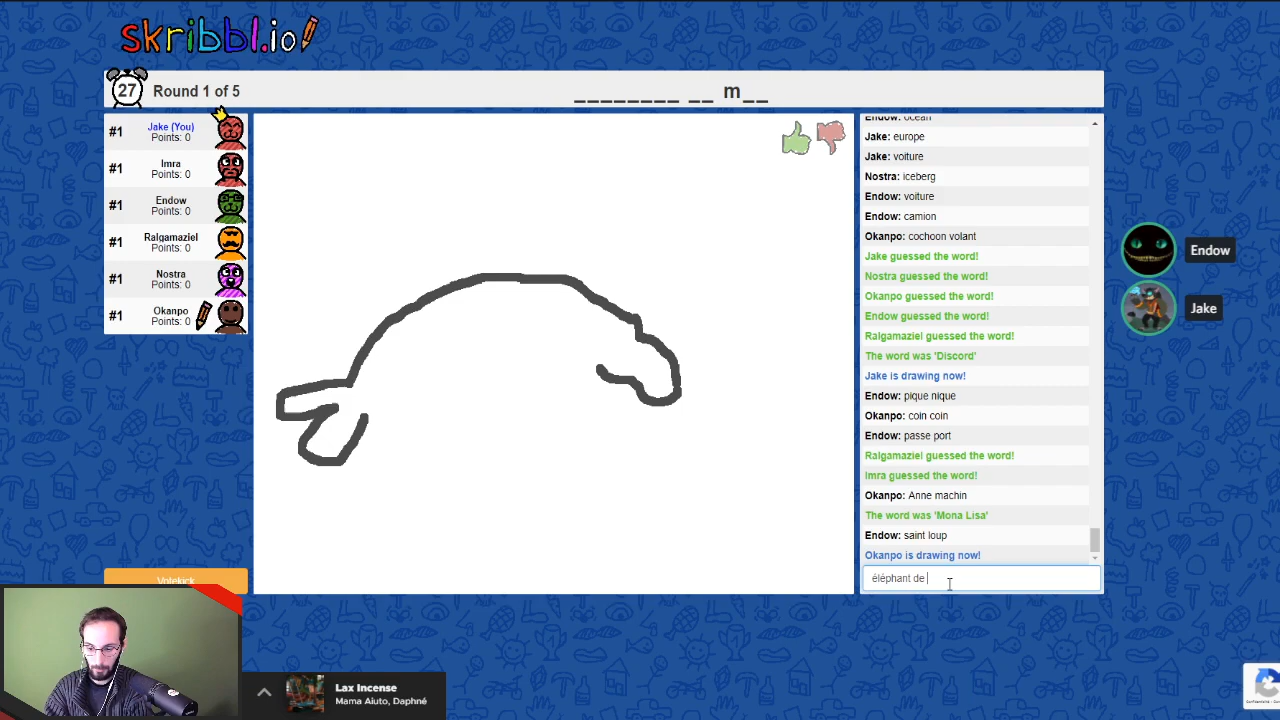 skribbl.io
27
Round 1 of 5
________ __ m__
#1 Jake (You)
Points: 0
#1 Imra
Points: 0
#1 Endow
Points: 0
#1 Ralgamaziel
Points: 0
#1 Nostra
Points: 0
#1 Okanpo
Points: 0
Votekick
Endow: ocean
Jake: europe
Jake: voiture
Nostra: iceberg
Endow: voiture
Endow: camion
Okanpo: cochoon volant
Jake guessed the word!
Nostra guessed the word!
Okanpo guessed the word!
Endow guessed the word!
Ralgamaziel guessed the word!
The word was 'Discord'
Jake is drawing now!
Endow: pique nique
Okanpo: coin coin
Endow: passe port
Ralgamaziel guessed the word!
Imra guessed the word!
Okanpo: Anne machin
The word was 'Mona Lisa'
Endow: saint loup
Okanpo is drawing now!
éléphant de
Endow
Jake
Lax Incense
Mama Aiuto, Daphné